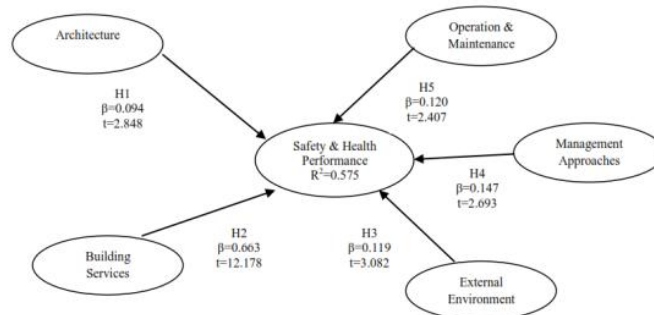 Architecture
Operation &
Maintenance
H1
β=0.094
t=2.848
H5
β=0.120
t=2.407
Safety & Health
Performance
R²=0.575
Management
Approaches
H4
β=0.147
t=2.693
H2
β=0.663
t=12.178
H3
β=0.119
t=3.082
Building
Services
External
Environment